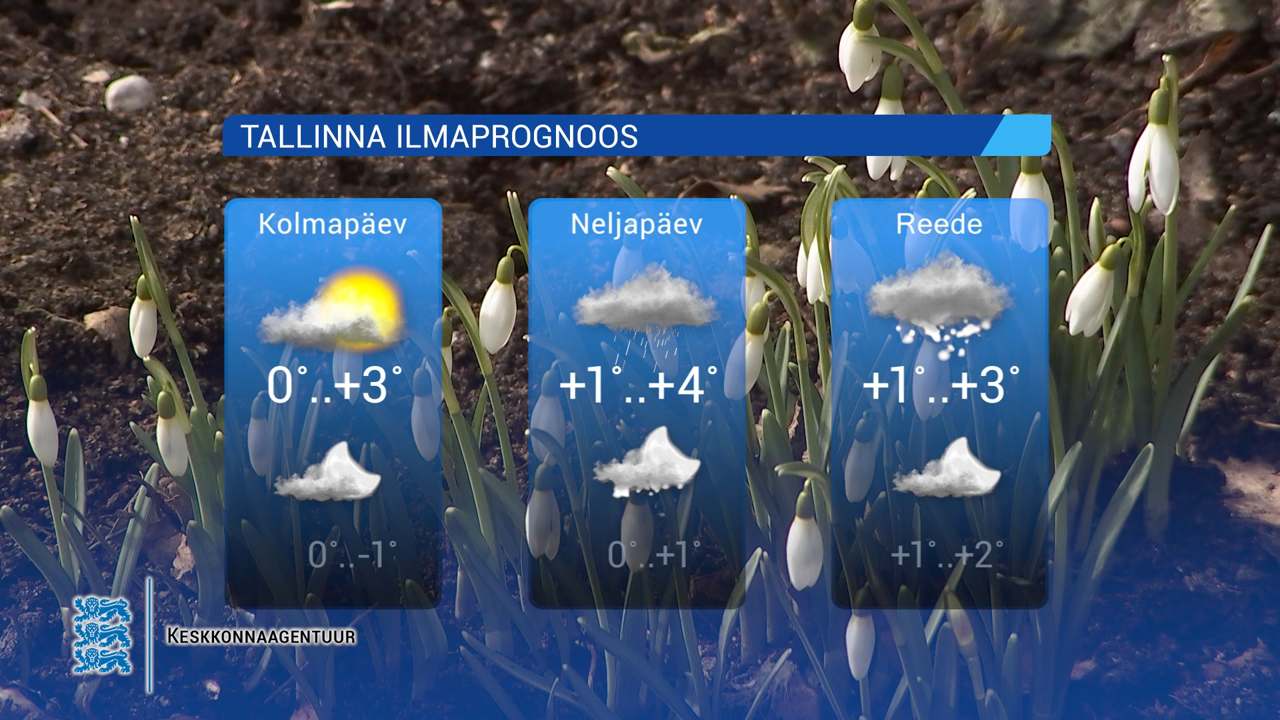 TALLINNA ILMAPROGNOOS
Kolmapäev
0°..+3°
0°..-1°
Neljapäev
+1°..+4°
0°..+1°
Reede
+1°..+3°
+1°..+2°
KESKKONNAAGENTUUR